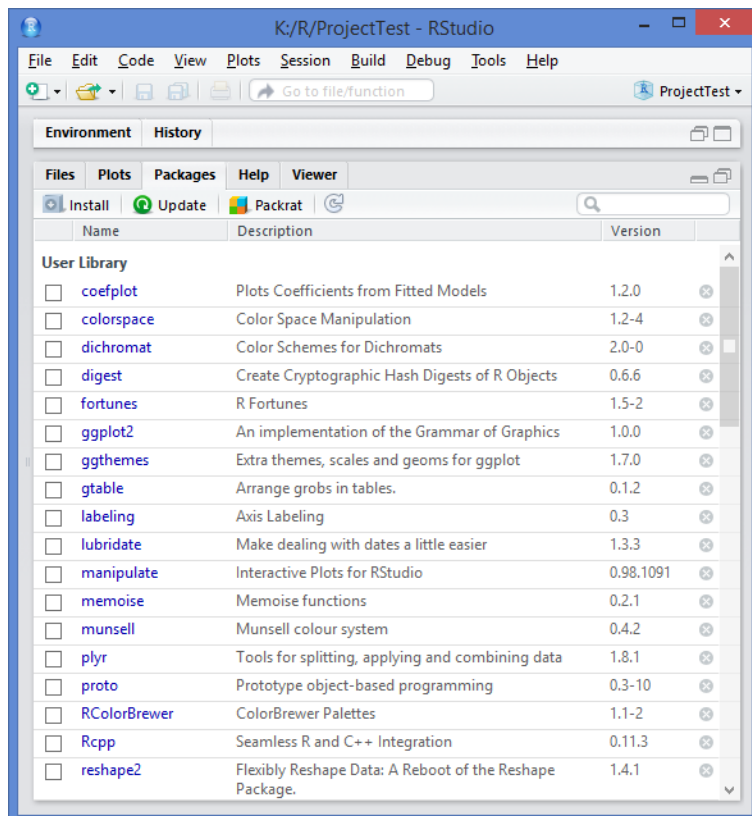 K:/R/ProjectTest - RStudio
File Edit Code View Plots Session Build Debug Tools Help
Go to file/function ProjectTest
Environment History
Files Plots Packages Help Viewer
Install Update Packrat
Name Description Version
User Library
coefplot Plots Coefficients from Fitted Models 1.2.0
colorspace Color Space Manipulation 1.2-4
dichromat Color Schemes for Dichromats 2.0-0
digest Create Cryptographic Hash Digests of R Objects 0.6.6
fortunes R Fortunes 1.5-2
ggplot2 An implementation of the Grammar of Graphics 1.0.0
ggthemes Extra themes, scales and geoms for ggplot 1.7.0
gtable Arrange grobs in tables. 0.1.2
labeling Axis Labeling 0.3
lubridate Make dealing with dates a little easier 1.3.3
manipulate Interactive Plots for RStudio 0.98.1091
memoise Memoise functions 0.2.1
munsell Munsell colour system 0.4.2
plyr Tools for splitting, applying and combining data 1.8.1
proto Prototype object-based programming 0.3-10
RColorBrewer ColorBrewer Palettes 1.1-2
Rcpp Seamless R and C++ Integration 0.11.3
reshape2 Flexibly Reshape Data: A Reboot of the Reshape 1.4.1
Package.